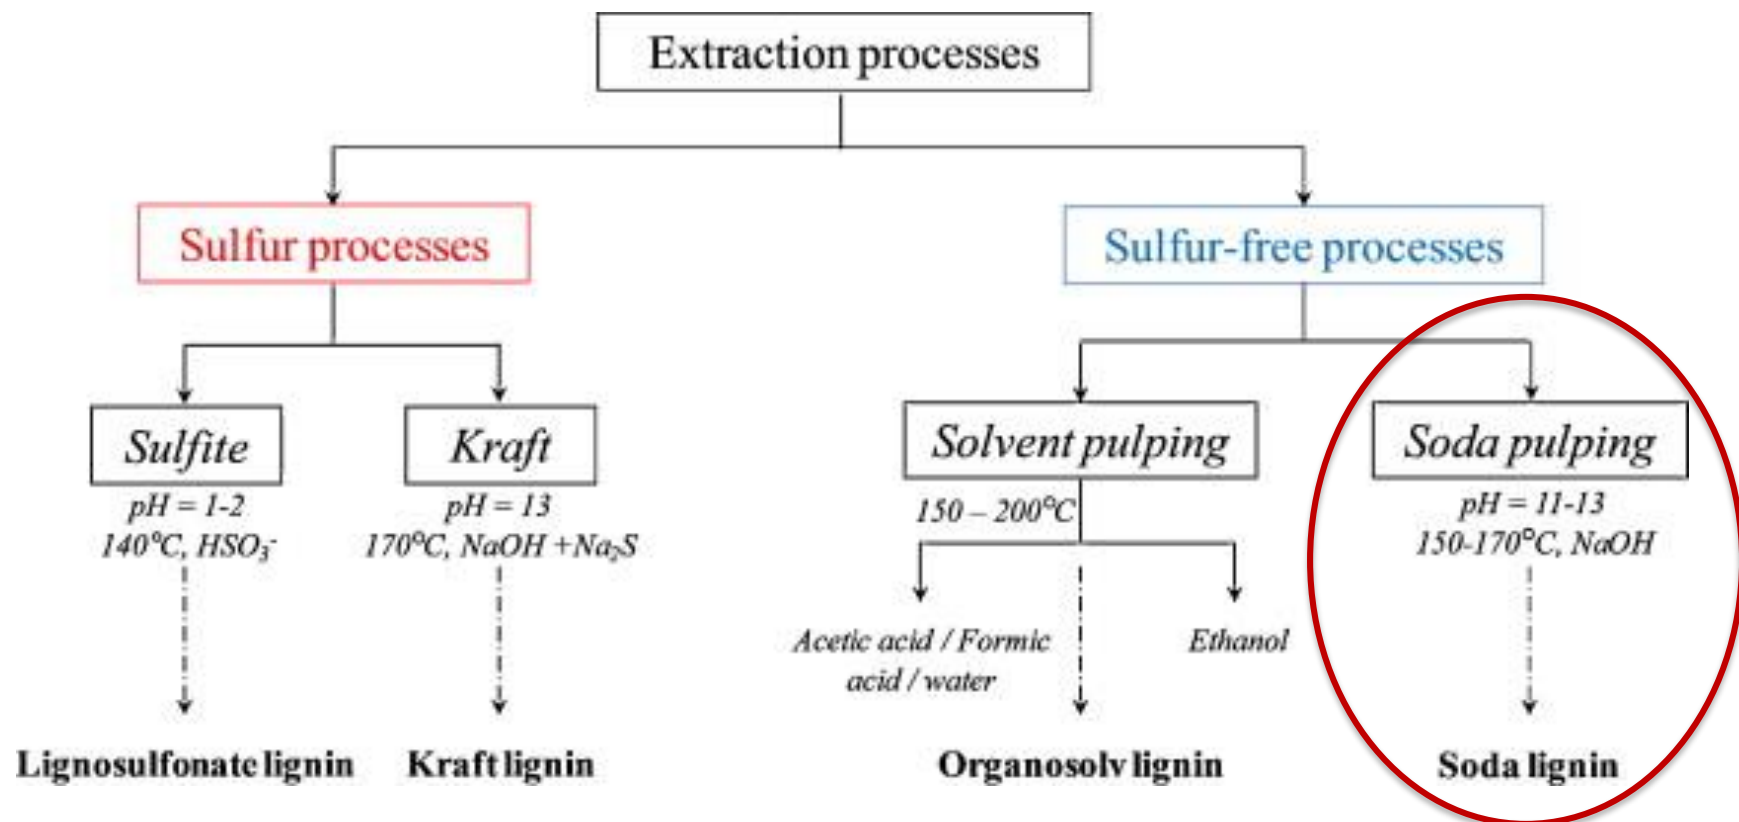 Extraction processes
Sulfur processes
Sulfur-free processes
Sulfite
pH = 1-2
140°C, HSO₃⁻
Kraft
pH = 13
170°C, NaOH +Na₂S
Solvent pulping
150 – 200°C
Acetic acid / Formic
acid / water
Ethanol
Soda pulping
pH = 11-13
150-170°C, NaOH
Lignosulfonate lignin
Kraft lignin
Organosolv lignin
Soda lignin